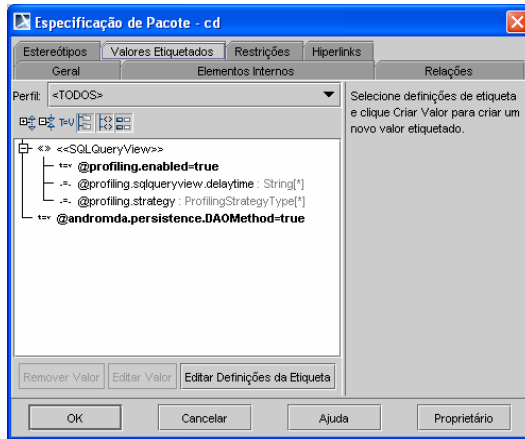 Especificação de Pacote - cd
Estereótipos Valores Etiquetados Restrições Hiperlinks
Geral Elementos Internos Relações
Perfil: <TODOS>
Selecione definições de etiqueta
e clique Criar Valor para criar um
novo valor etiquetado.
<<SQLQueryView>>
@profiling.enabled=true
@profiling.sqlqueryview.delaytime : String[*]
@profiling.strategy : ProfilingStrategyType[*]
@andromda.persistence.DAOMethod=true
Remover Valor Editar Valor Editar Definições da Etiqueta
OK Cancelar Ajuda Proprietário